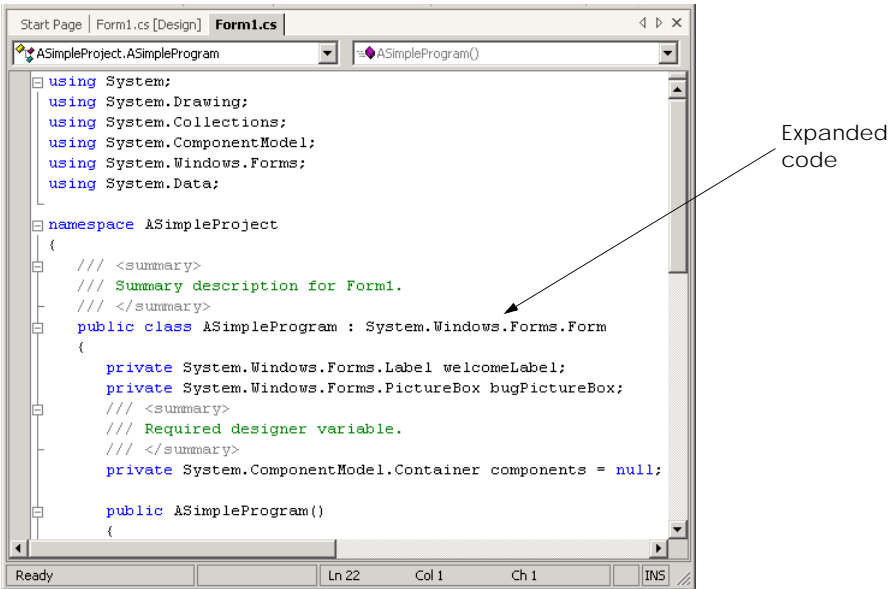 Start Page | Form1.cs [Design] Form1.cs
ASimpleProject.ASimpleProgram ASimpleProgram()
using System;
using System.Drawing;
using System.Collections;
using System.ComponentModel;
using System.Windows.Forms;
using System.Data;
namespace ASimpleProject
{
/// <summary>
/// Summary description for Form1.
/// </summary>
public class ASimpleProgram : System.Windows.Forms.Form
{
private System.Windows.Forms.Label welcomeLabel;
private System.Windows.Forms.PictureBox bugPictureBox;
/// <summary>
/// Required designer variable.
/// </summary>
private System.ComponentModel.Container components = null;
public ASimpleProgram()
{
Ready Ln 22 Col 1 Ch 1 INS
Expanded
code